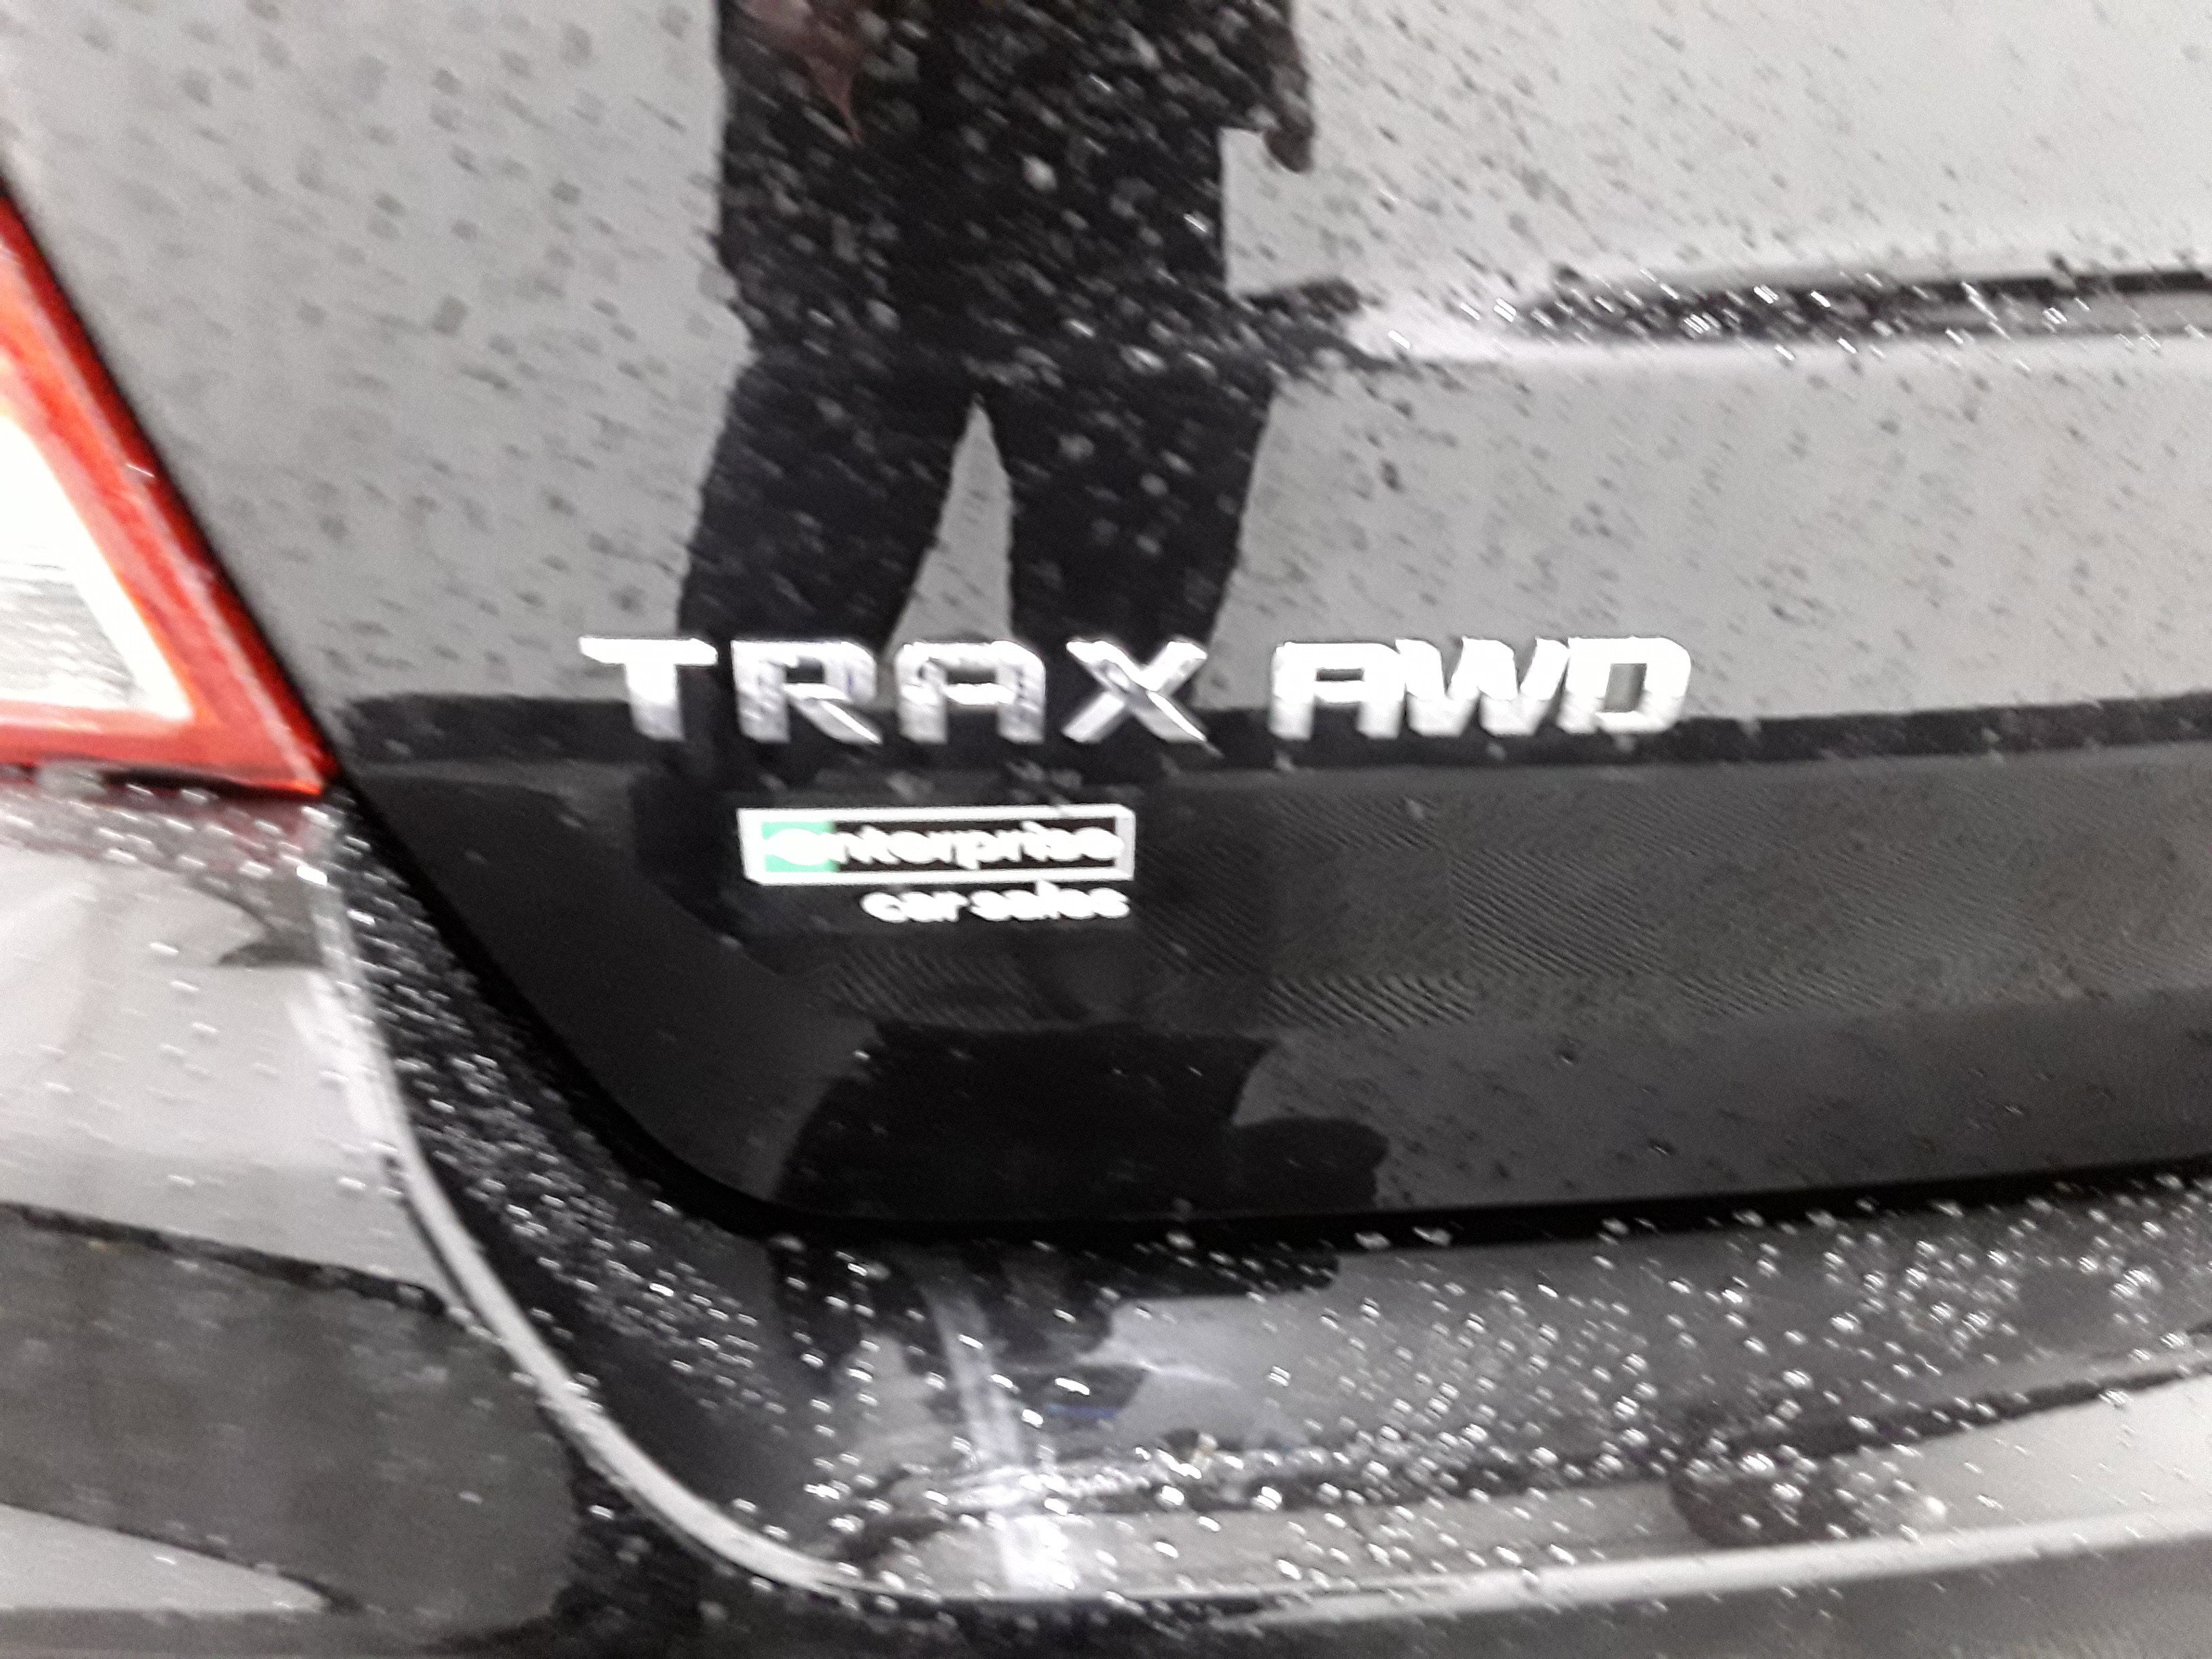 TRAX AWD
enterprise
car sales